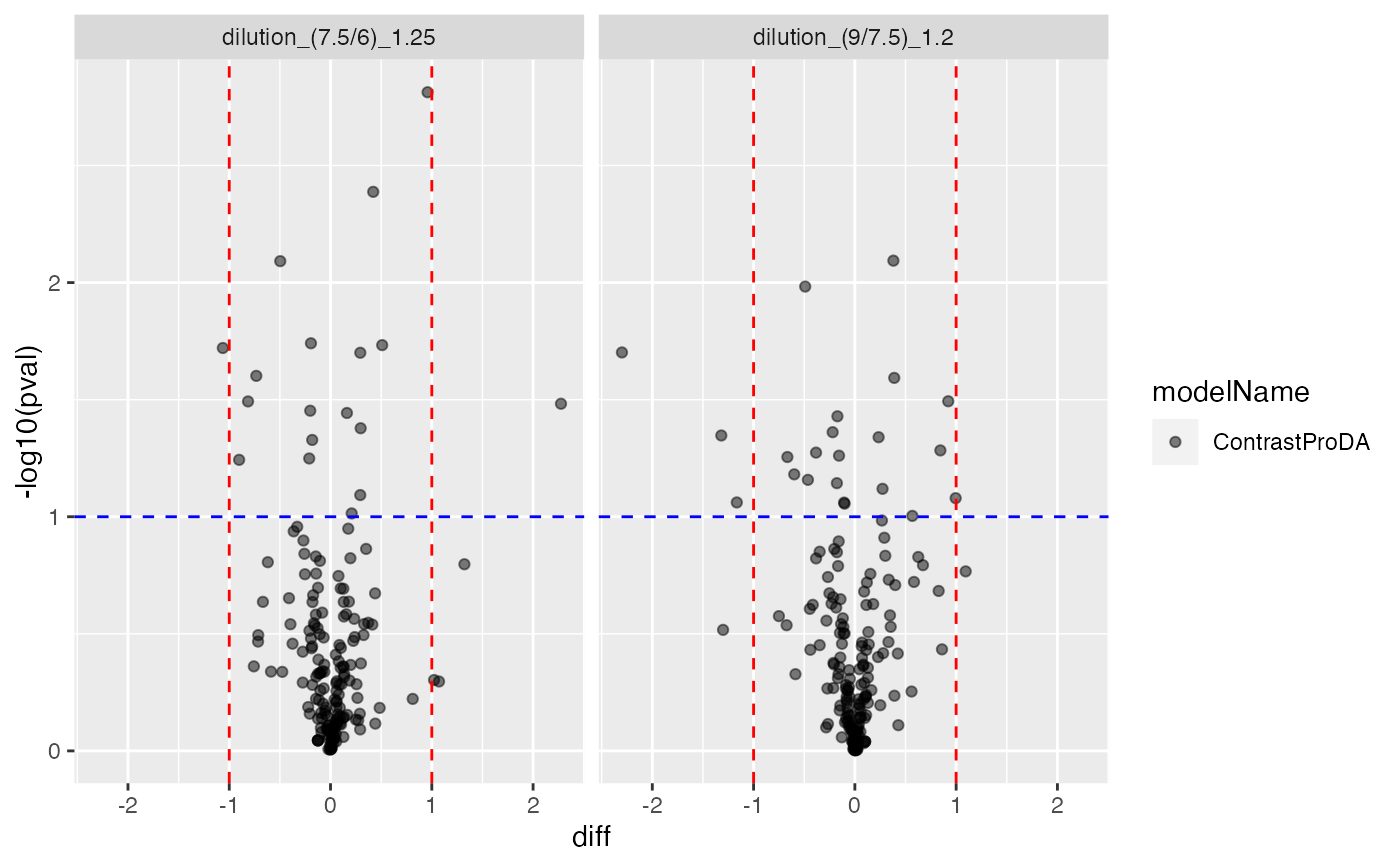 dilution_(7.5/6)_1.25
dilution_(9/7.5)_1.2
-log10(pval)
2
1
0
-2 -1 0 1 2
-2 -1 0 1 2
diff
modelName
ContrastProDA